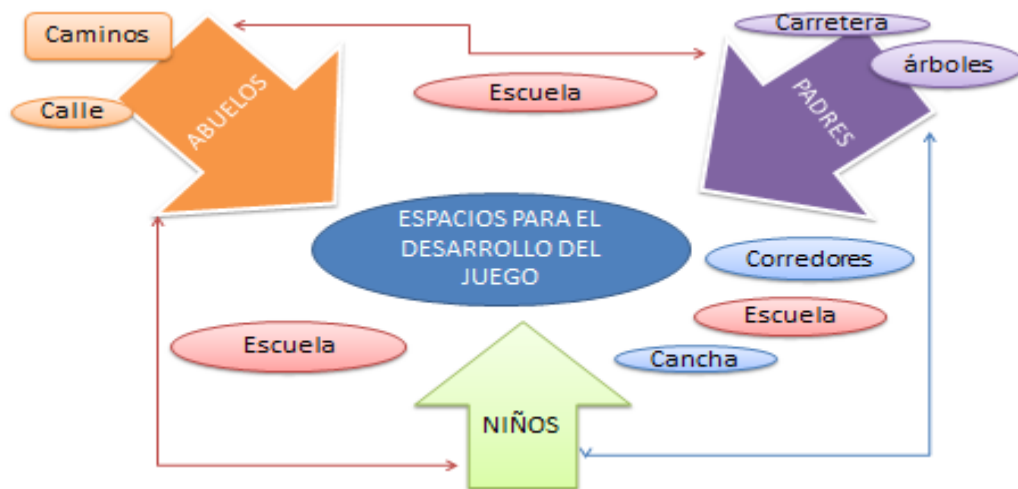 Caminos
Carretera
árboles
Escuela
Calle
ABUELOS
PADRES
ESPACIOS PARA EL
DESARROLLO DEL
JUEGO
Corredores
Escuela
Escuela
Cancha
NIÑOS